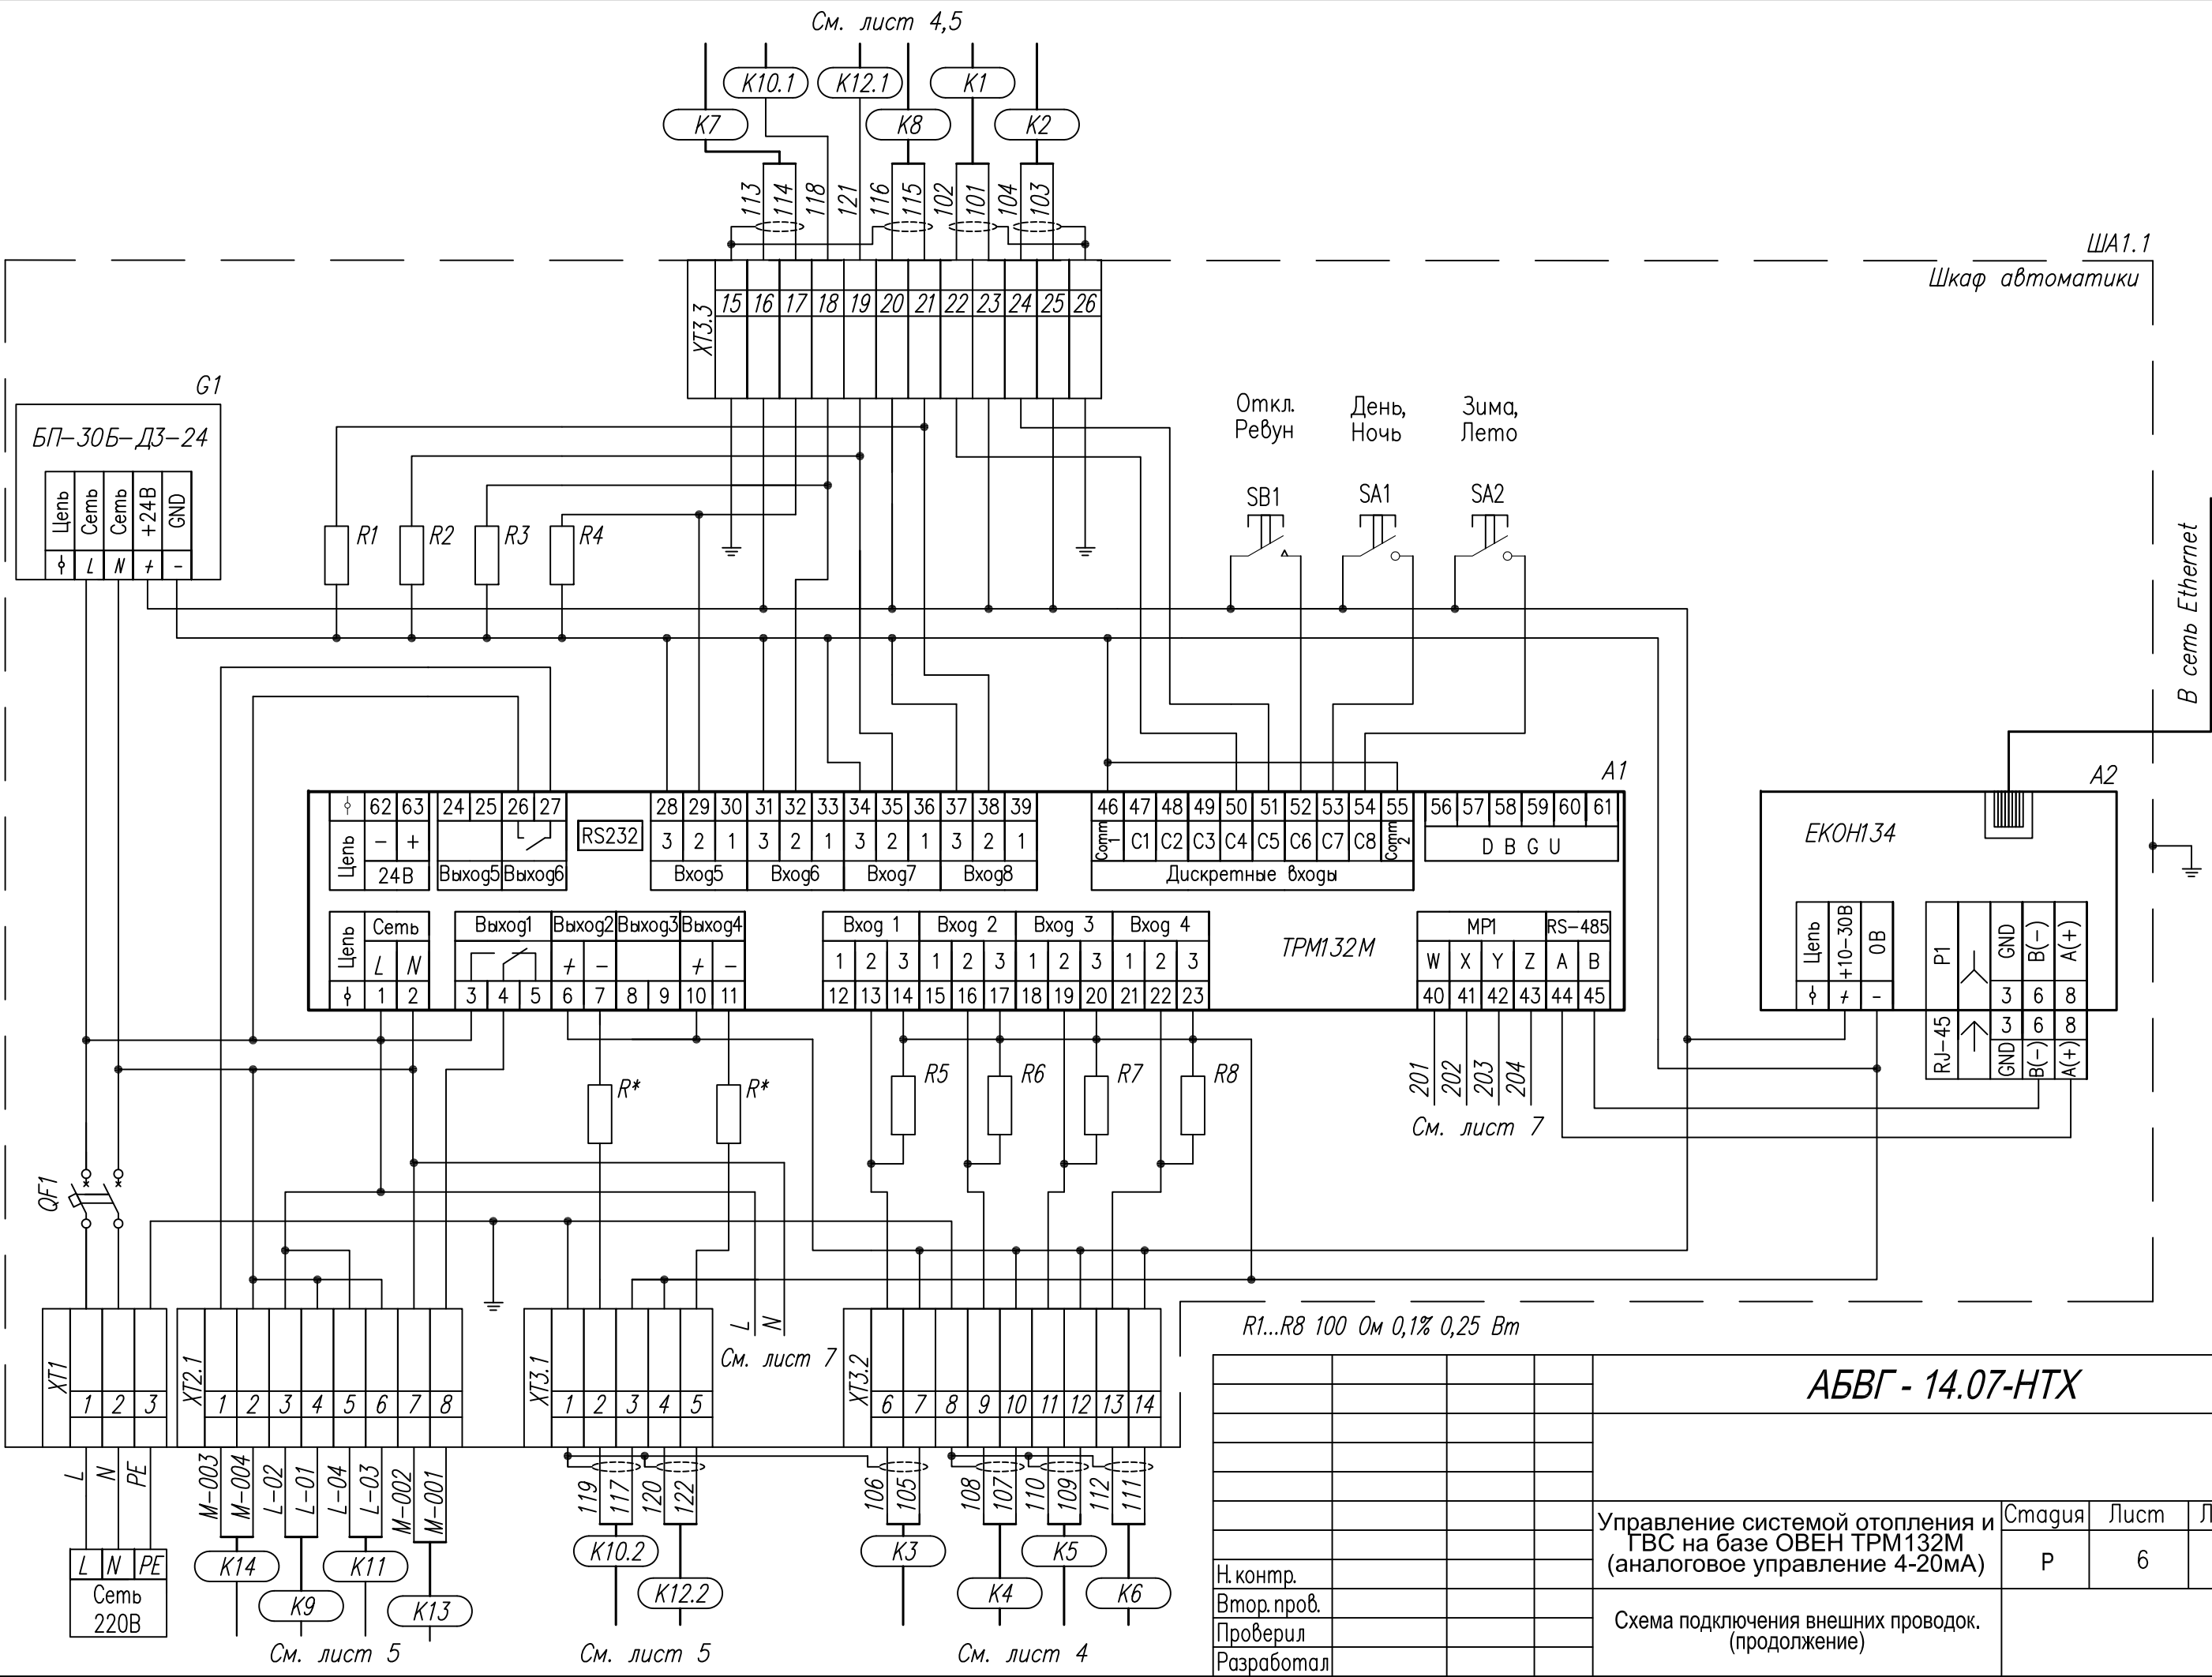 См. лист 4,5
K10.1 K12.1 K1
K7 K8 K2
113 114 118 121 116 115 102 101 104 103
ША1.1
Шкаф автоматики
XT3.3 15 16 17 18 19 20 21 22 23 24 25 26
G1
БП-30Б-Д3-24
Цепь Сеть Сеть +24В GND
L N + -
Откл. Ревун
День, Ночь
Зима, Лето
SB1 SA1 SA2
R1 R2 R3 R4
В сеть Ethernet
A1
62 63 24 25 26 27 28 29 30 31 32 33 34 35 36 37 38 39 46 47 48 49 50 51 52 53 54 55 56 57 58 59 60 61
Цепь - + RS232 3 2 1 3 2 1 3 2 1 3 2 1 Comm 1 C1 C2 C3 C4 C5 C6 C7 C8 Comm 2 D B G U
24В Выход5 Выход6 Вход5 Вход6 Вход7 Вход8 Дискретные входы
A2
ЕКОН134
Цепь Сеть Выход1 Выход2 Выход3 Выход4 Вход 1 Вход 2 Вход 3 Вход 4 ТРМ132М MP1 RS-485
L N + - + - 1 2 3 1 2 3 1 2 3 1 2 3 W X Y Z A B
1 2 3 4 5 6 7 8 9 10 11 12 13 14 15 16 17 18 19 20 21 22 23 40 41 42 43 44 45
Цепь +10-30В 0В
+ -
P1 GND B(-) A(+)
3 6 8
RJ-45 3 6 8
GND B(-) A(+)
R* R* R5 R6 R7 R8
201 202 203 204
См. лист 7
QF1
L N
См. лист 7
R1...R8 100 Ом 0,1% 0,25 Вт
XT1 1 2 3
XT2.1 1 2 3 4 5 6 7 8
XT3.1 1 2 3 4 5
XT3.2 6 7 8 9 10 11 12 13 14
L N PE
M-003 M-004 L-02 L-01 L-04 L-03 M-002 M-001
119 117 120 122
106 105 108 107 110 109 112 111
L N PE
Сеть
220В
K14 K11 K10.2 K3 K5
K9 K13 K12.2 K4 K6
См. лист 5
См. лист 5
См. лист 4
АБВГ - 14.07-НТХ
Управление системой отопления и
ГВС на базе ОВЕН ТРМ132М
(аналоговое управление 4-20мА)
Стадия Лист Л
Р 6
Н. контр.
Втор. пров.
Проверил
Разработал
Схема подключения внешних проводок.
(продолжение)